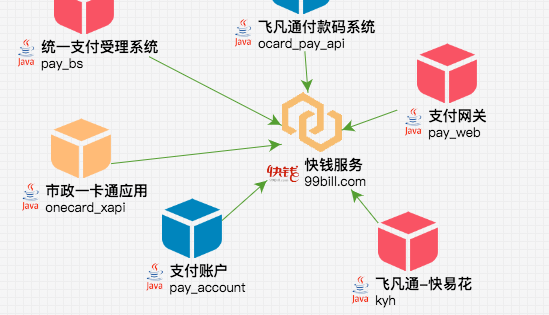 飞凡通付款码系统
Java
ocard_pay_api
统一支付受理系统
Java
pay_bs
支付网关
Java
pay_web
快钱
99bill.com
快钱服务
99bill.com
市政一卡通应用
Java
onecard_xapi
支付账户
Java
pay_account
飞凡通-快易花
Java
kyh